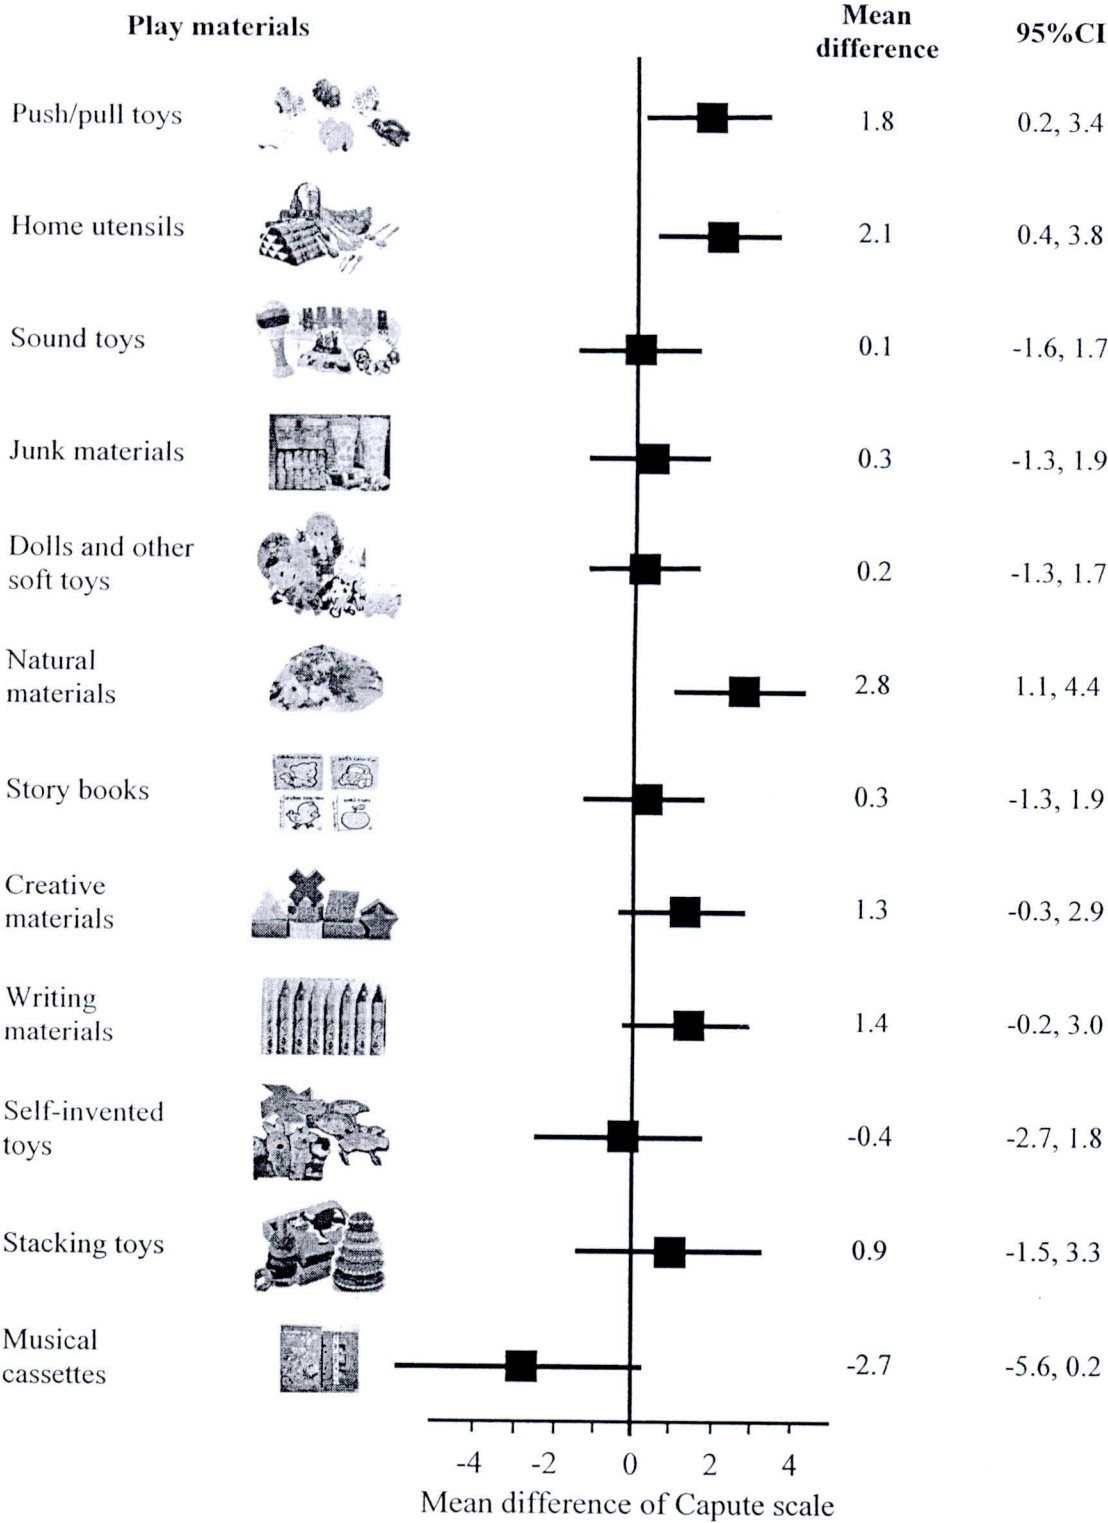 Play materials
Mean
difference
95%CI
Push/pull toys
1.8
0.2, 3.4
Home utensils
2.1
0.4, 3.8
Sound toys
0.1
-1.6, 1.7
Junk materials
0.3
-1.3, 1.9
Dolls and other
soft toys
0.2
-1.3, 1.7
Natural
materials
2.8
1.1, 4.4
Story books
0.3
-1.3, 1.9
Creative
materials
1.3
-0.3, 2.9
Writing
materials
1.4
-0.2, 3.0
Self-invented
toys
-0.4
-2.7, 1.8
Stacking toys
0.9
-1.5, 3.3
Musical
cassettes
-2.7
-5.6, 0.2
-4 -2 0 2 4
Mean difference of Capute scale